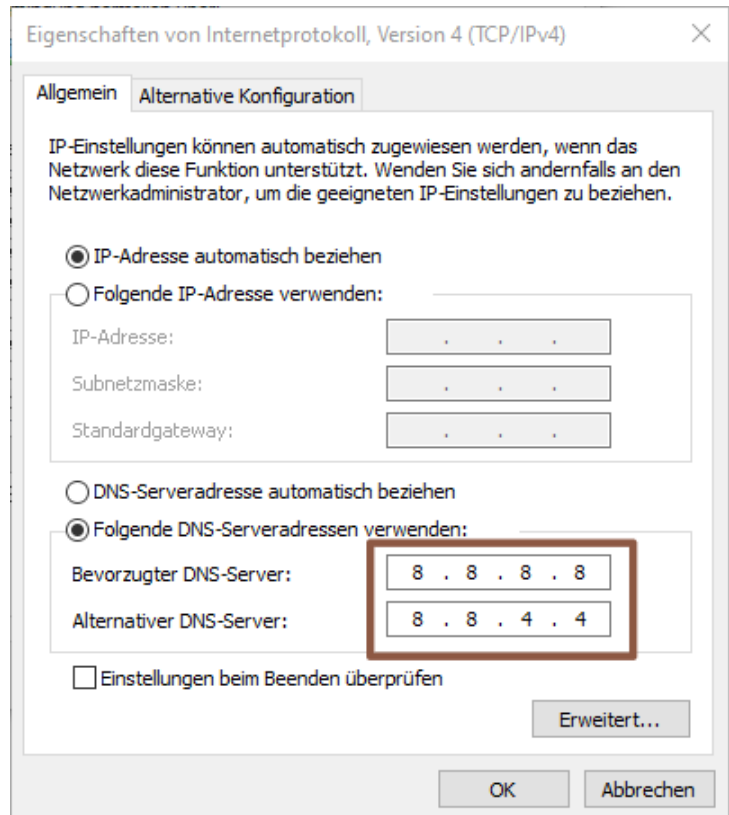 Eigenschaften von Internetprotokoll, Version 4 (TCP/IPv4)
Allgemein
Alternative Konfiguration
IP-Einstellungen können automatisch zugewiesen werden, wenn das
Netzwerk diese Funktion unterstützt. Wenden Sie sich andernfalls an den
Netzwerkadministrator, um die geeigneten IP-Einstellungen zu beziehen.
IP-Adresse automatisch beziehen
Folgende IP-Adresse verwenden:
IP-Adresse: . . .
Subnetzmaske: . . .
Standardgateway: . . .
DNS-Serveradresse automatisch beziehen
Folgende DNS-Serveradressen verwenden:
Bevorzugter DNS-Server: 8 . 8 . 8 . 8
Alternativer DNS-Server: 8 . 8 . 4 . 4
Einstellungen beim Beenden überprüfen
Erweitert...
OK Abbrechen